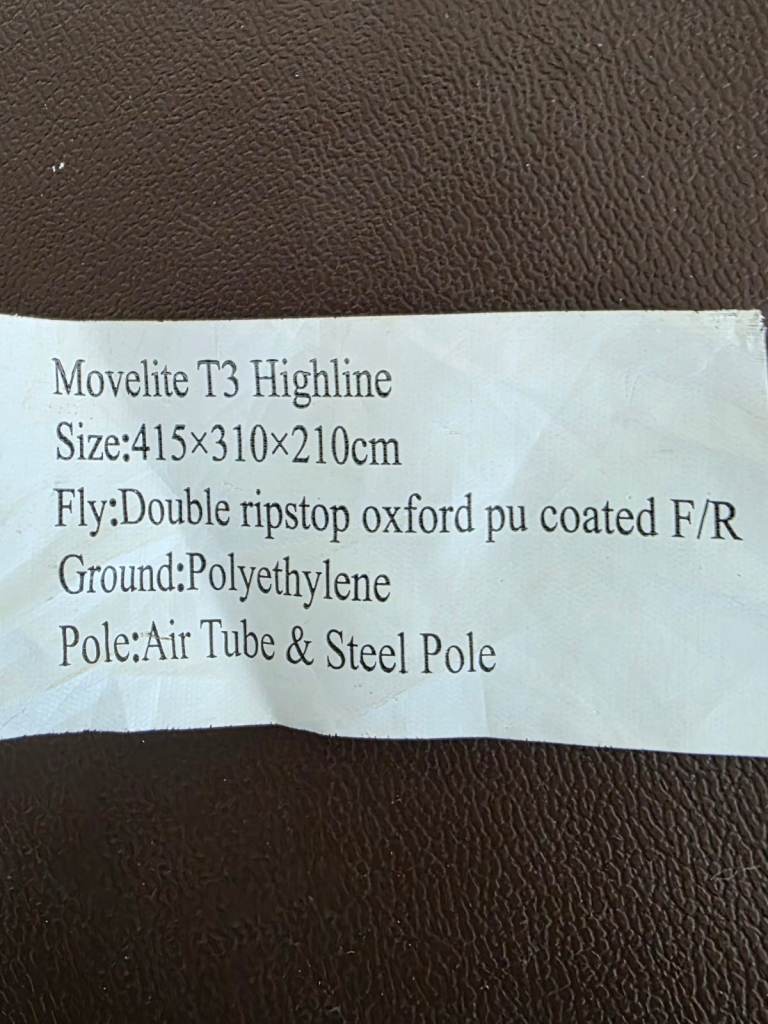 Movelite T3 Highline
Size:415×310×210cm
Fly:Double ripstop oxford pu coated F/R
Ground:Polyethylene
Pole:Air Tube & Steel Pole